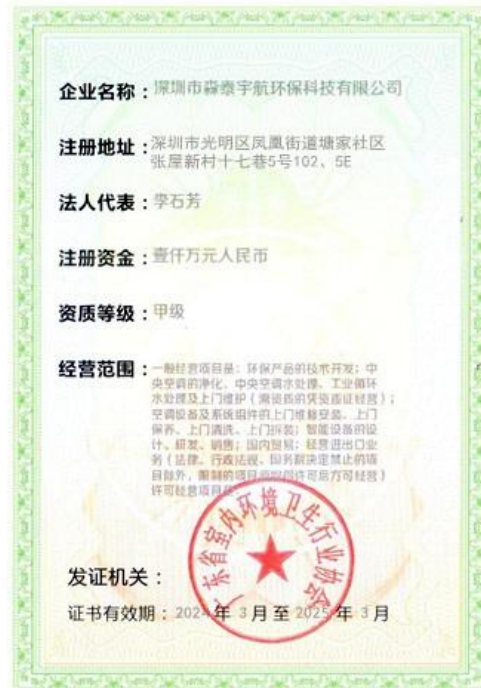 企业名称：深圳市森泰宇航环保科技有限公司
注册地址：深圳市光明区凤凰街道塘家社区
张屋新村十七巷5号102、5E
法人代表：李石芳
注册资金：壹仟万元人民币
资质等级：甲级
经营范围：一般经营项目是：环保产品的技术开发；中
央空调的净化、中央空调水处理、工业循环
水处理及上门维护（需资质的凭资质证经营）；
空调设备及系统组件的上门维修安装、上门
保养、上门清洗、上门拆装；智能设备的设
计、研发、销售；国内贸易；经营进出口业
务（法律、行政法规、国务院决定禁止的项
目除外，限制的项目须取得许可后方可经营）
许可经营项目是
广东省室内环境卫生行业协会
发证机关：
证书有效期：2024年 3月 至 2025年 3月